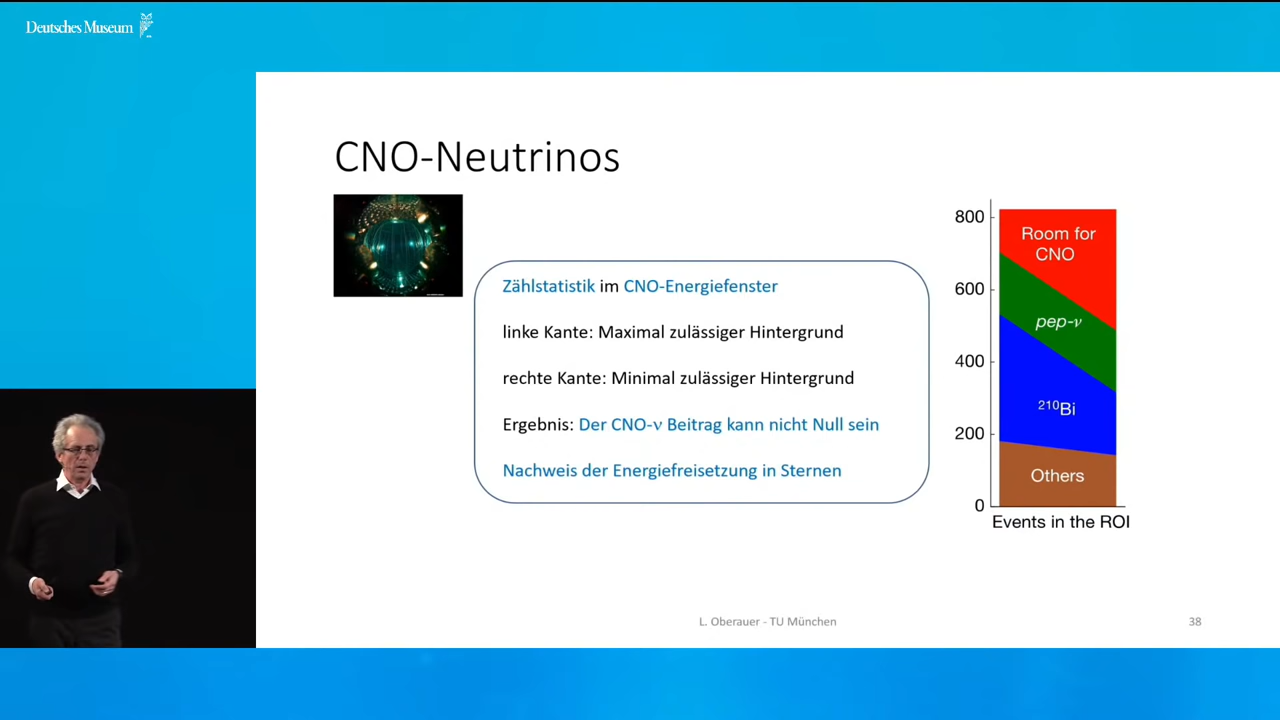 Deutsches Museum
CNO-Neutrinos
Zählstatistik im CNO-Energiefenster
linke Kante: Maximal zulässiger Hintergrund
rechte Kante: Minimal zulässiger Hintergrund
Ergebnis: Der CNO-ν Beitrag kann nicht Null sein
Nachweis der Energiefreisetzung in Sternen
800
600
400
200
0
Room for
CNO
pep-ν
²¹⁰Bi
Others
Events in the ROI
L. Oberauer - TU München
38